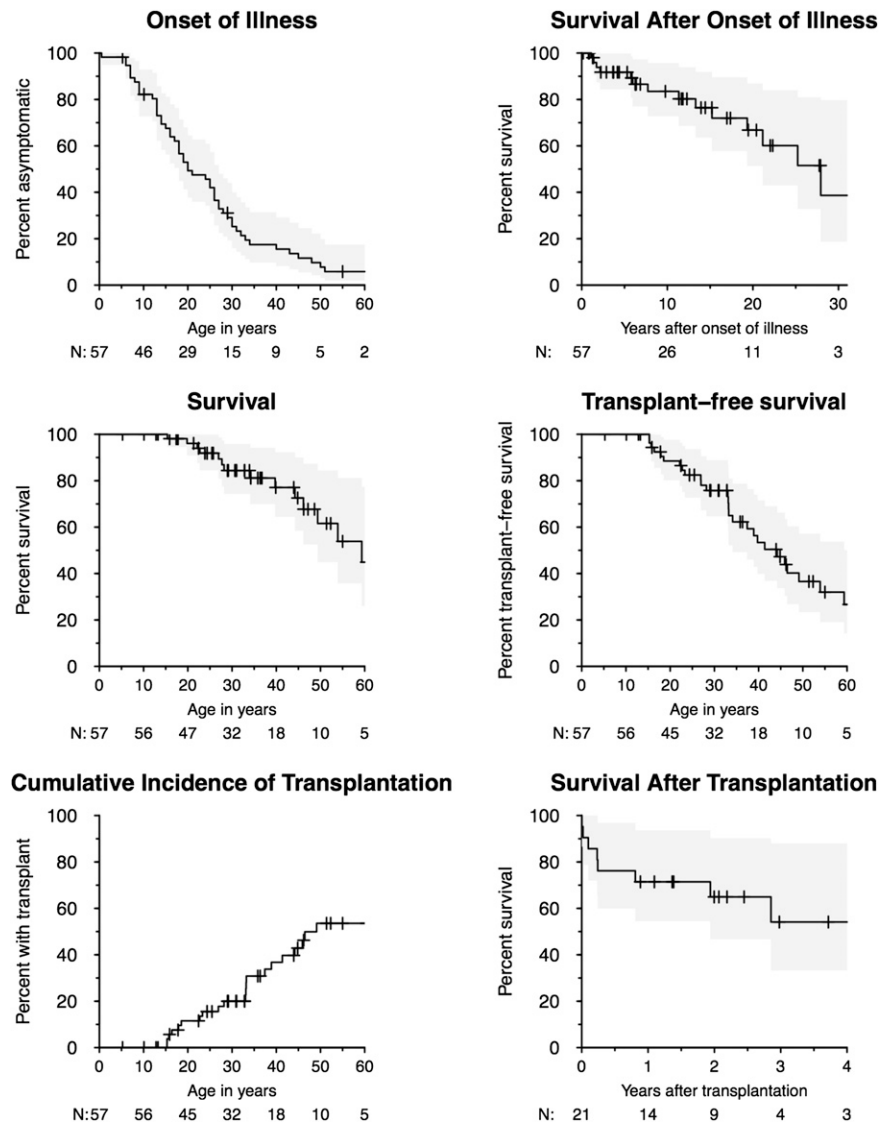 Onset of Illness
Percent asymptomatic
100
80
60
40
20
0
0 10 20 30 40 50 60
Age in years
N: 57 46 29 15 9 5 2
Survival After Onset of Illness
Percent survival
100
80
60
40
20
0
0 10 20 30
Years after onset of illness
N: 57 26 11 3
Survival
Percent survival
100
80
60
40
20
0
0 10 20 30 40 50 60
Age in years
N: 57 56 47 32 18 10 5
Transplant–free survival
Percent transplant–free survival
100
80
60
40
20
0
0 10 20 30 40 50 60
Age in years
N: 57 56 45 32 18 10 5
Cumulative Incidence of Transplantation
Percent with transplant
100
80
60
40
20
0
0 10 20 30 40 50 60
Age in years
N: 57 56 45 32 18 10 5
Survival After Transplantation
Percent survival
100
80
60
40
20
0
0 1 2 3 4
Years after transplantation
N: 21 14 9 4 3